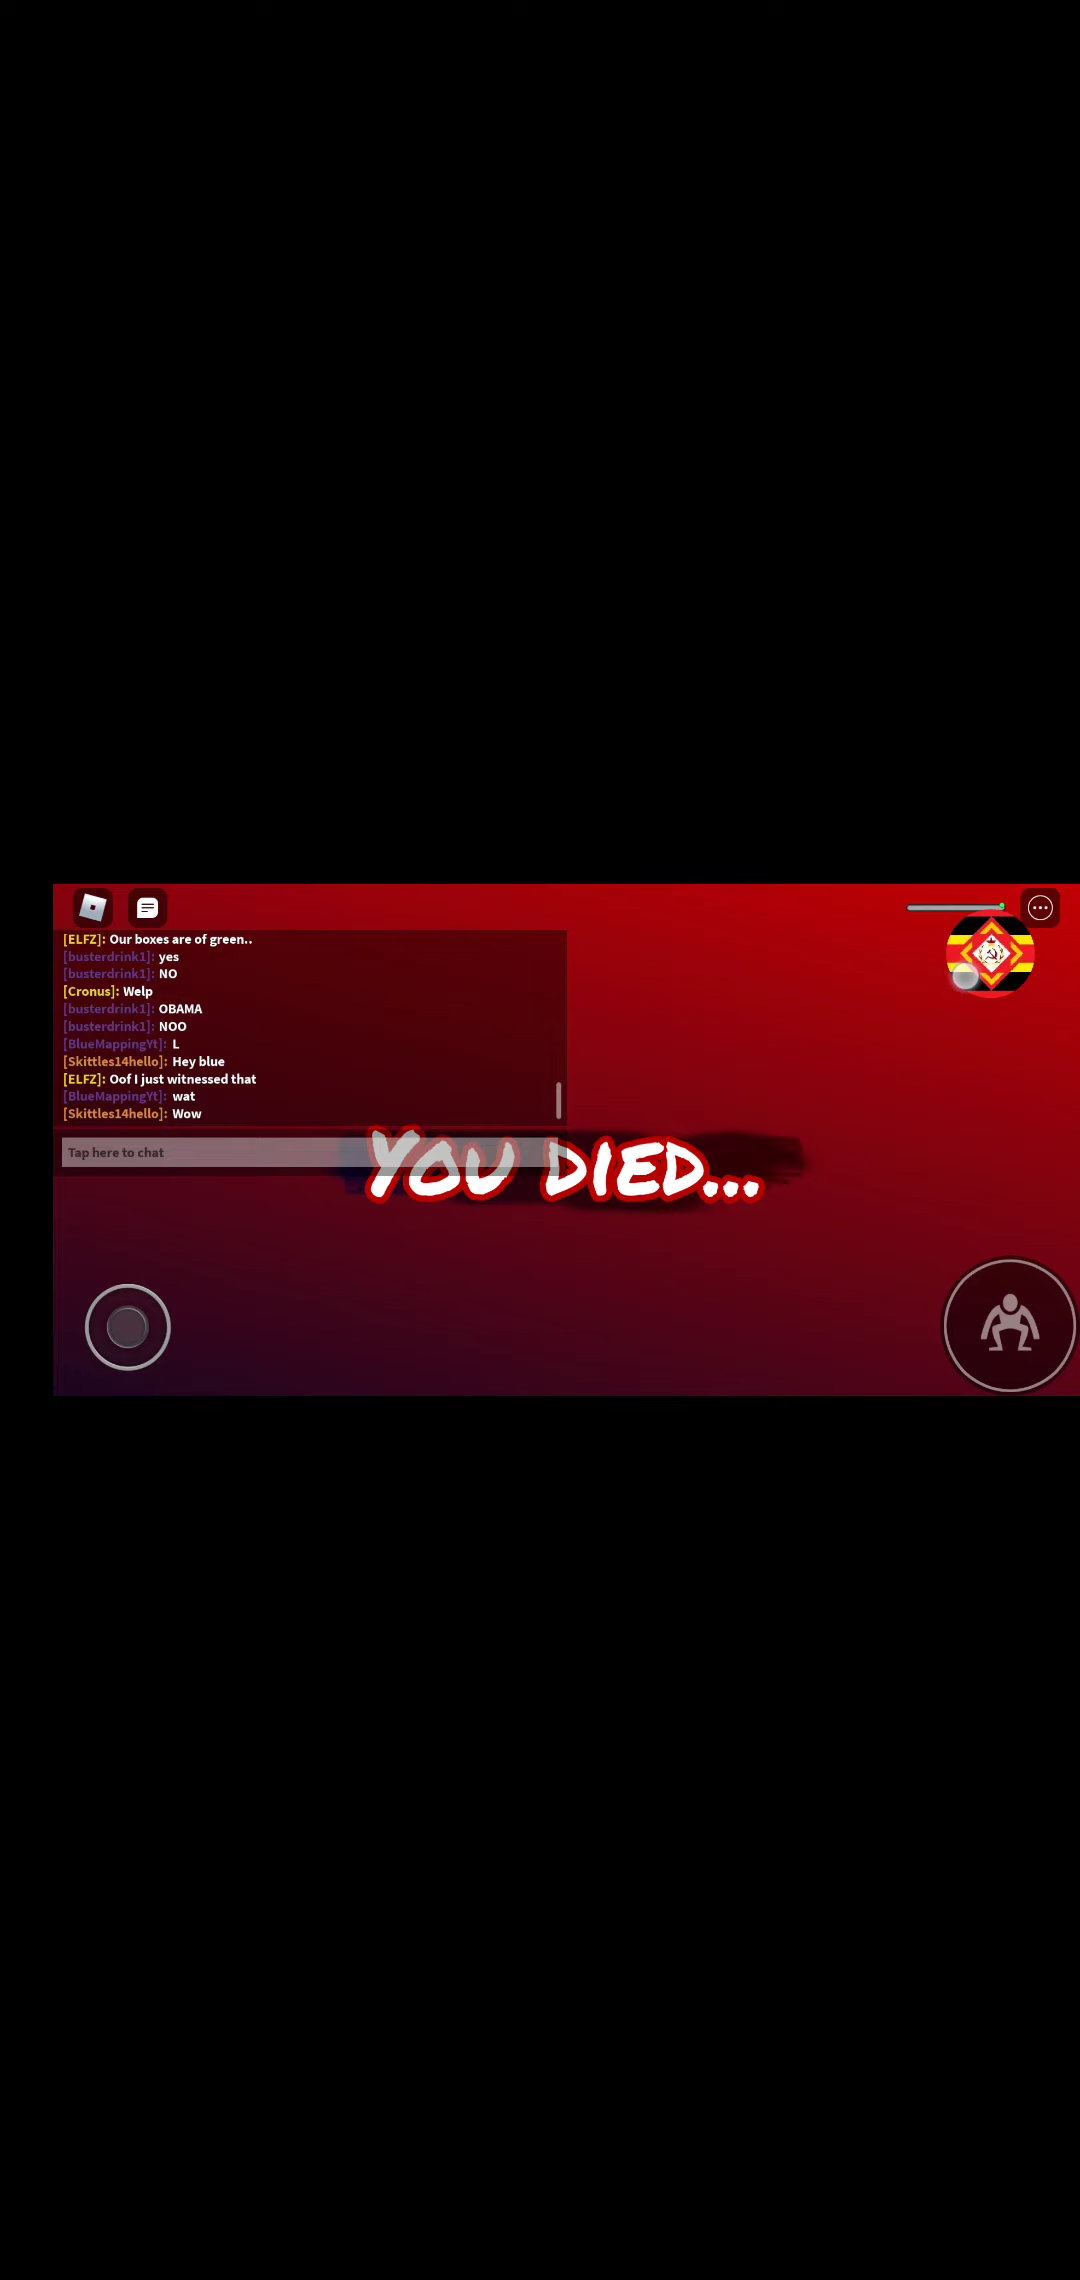 [ELFZ]: Our boxes are of green..
[busterdrink1]: yes
[busterdrink1]: NO
[Cronus]: Welp
[busterdrink1]: OBAMA
[busterdrink1]: NOO
[BlueMappingYt]: L
[Skittles14hello]: Hey blue
[ELFZ]: Oof I just witnessed that
[BlueMappingYt]: wat
[Skittles14hello]: Wow
Tap here to chat
YOU DIED...